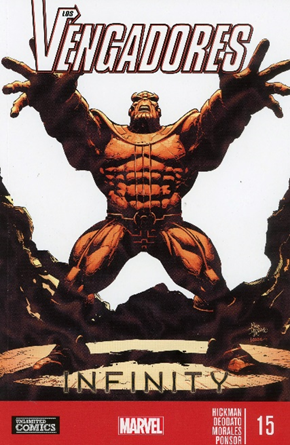 LOS
VENGADORES
INFINITY
UNLIMITED
COMICS
MARVEL
HICKMAN
DEODATO
MORALES
PONSOR
15